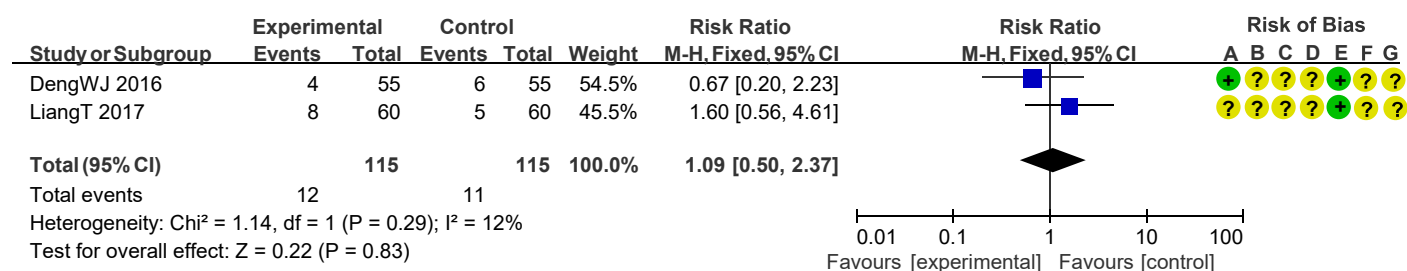 Experimental Control Risk Ratio Risk Ratio Risk of Bias
Study or Subgroup Events Total Events Total Weight M-H, Fixed, 95% CI M-H, Fixed, 95% CI A B C D E F G
DengWJ 2016 4 55 6 55 54.5% 0.67 [0.20, 2.23] + ? ? ? + ? ?
LiangT 2017 8 60 5 60 45.5% 1.60 [0.56, 4.61] ? ? ? ? + ? ?
Total (95% CI) 115 115 100.0% 1.09 [0.50, 2.37]
Total events 12 11
Heterogeneity: Chi² = 1.14, df = 1 (P = 0.29); I² = 12%
Test for overall effect: Z = 0.22 (P = 0.83)
0.01 0.1 1 10 100
Favours [experimental] Favours [control]